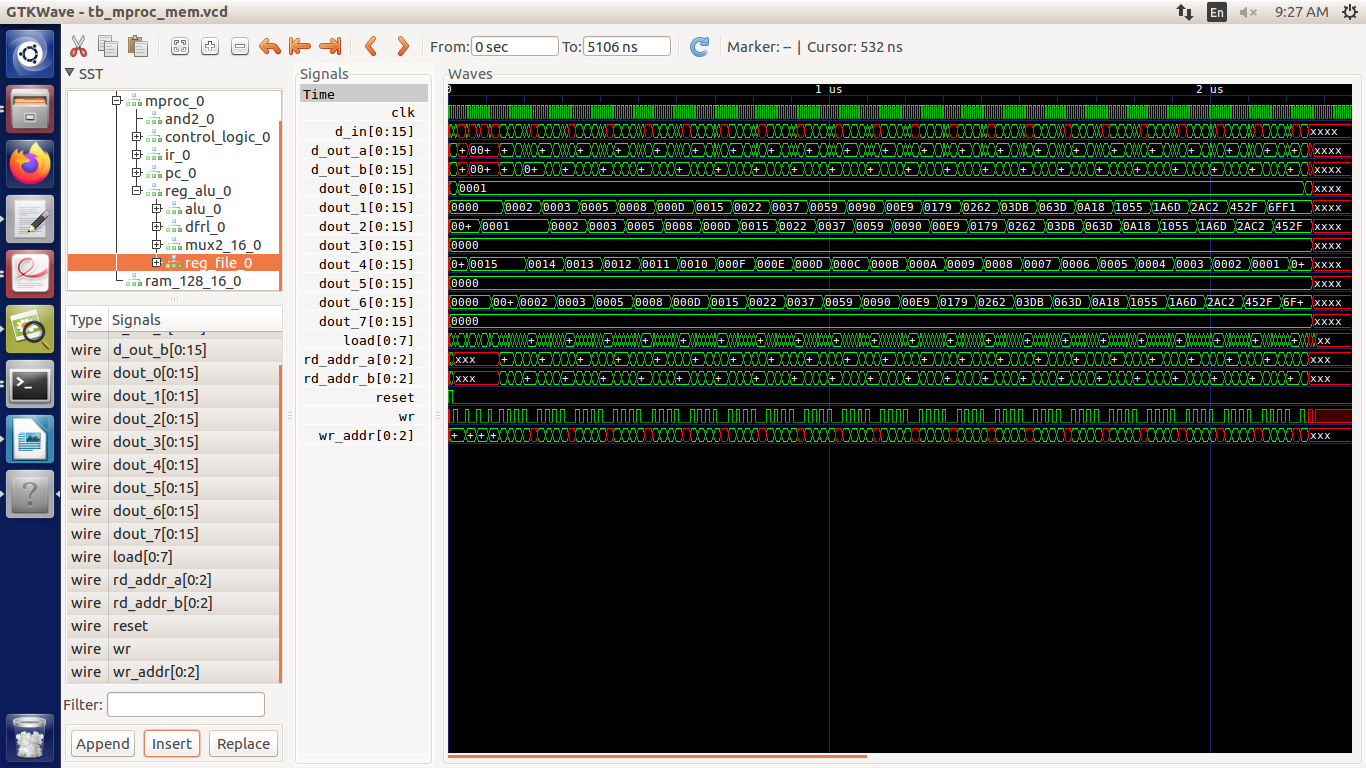 GTKWave - tb_mproc_mem.vcd
En
9:27 AM
From: 0 sec To: 5106 ns Marker: -- | Cursor: 532 ns
SST
mproc_0
and2_0
control_logic_0
ir_0
pc_0
reg_alu_0
alu_0
dfrl_0
mux2_16_0
reg_file_0
ram_128_16_0
Type Signals
wire d_out_b[0:15]
wire dout_0[0:15]
wire dout_1[0:15]
wire dout_2[0:15]
wire dout_3[0:15]
wire dout_4[0:15]
wire dout_5[0:15]
wire dout_6[0:15]
wire dout_7[0:15]
wire load[0:7]
wire rd_addr_a[0:2]
wire rd_addr_b[0:2]
wire reset
wire wr
wire wr_addr[0:2]
Filter:
Append Insert Replace
Signals
Time
clk
d_in[0:15]
d_out_a[0:15]
d_out_b[0:15]
dout_0[0:15]
dout_1[0:15]
dout_2[0:15]
dout_3[0:15]
dout_4[0:15]
dout_5[0:15]
dout_6[0:15]
dout_7[0:15]
load[0:7]
rd_addr_a[0:2]
rd_addr_b[0:2]
reset
wr
wr_addr[0:2]
Waves
0 1 us 2 us
xxxx
+ 00+ + + + + + + + + + + + + + + + + + + + + + xxxx
+ 00+ + 0+ + + + + + + + + + + + + + + + + + + + xxxx
0001 xxxx
0000 0002 0003 0005 0008 000D 0015 0022 0037 0059 0090 00E9 0179 0262 03DB 063D 0A18 1055 1A6D 2AC2 452F 6FF1 xxxx
00+ 0001 0002 0003 0005 0008 000D 0015 0022 0037 0059 0090 00E9 0179 0262 03DB 063D 0A18 1055 1A6D 2AC2 452F xxxx
0000 xxxx
0+ 0015 0014 0013 0012 0011 0010 000F 000E 000D 000C 000B 000A 0009 0008 0007 0006 0005 0004 0003 0002 0001 0+ xxxx
0000 xxxx
0000 00+ 0002 0003 0005 0008 000D 0015 0022 0037 0059 0090 00E9 0179 0262 03DB 063D 0A18 1055 1A6D 2AC2 452F 6F+ xxxx
0000 xxxx
+ + + + + + + + + + + + + + + + + + + + + xx
xxx + + + + + + + + + + + + + + + + + + + + + xxx
xxx + + + + + + + + + + + + + + + + + + + + xxx
+ + + + xxx